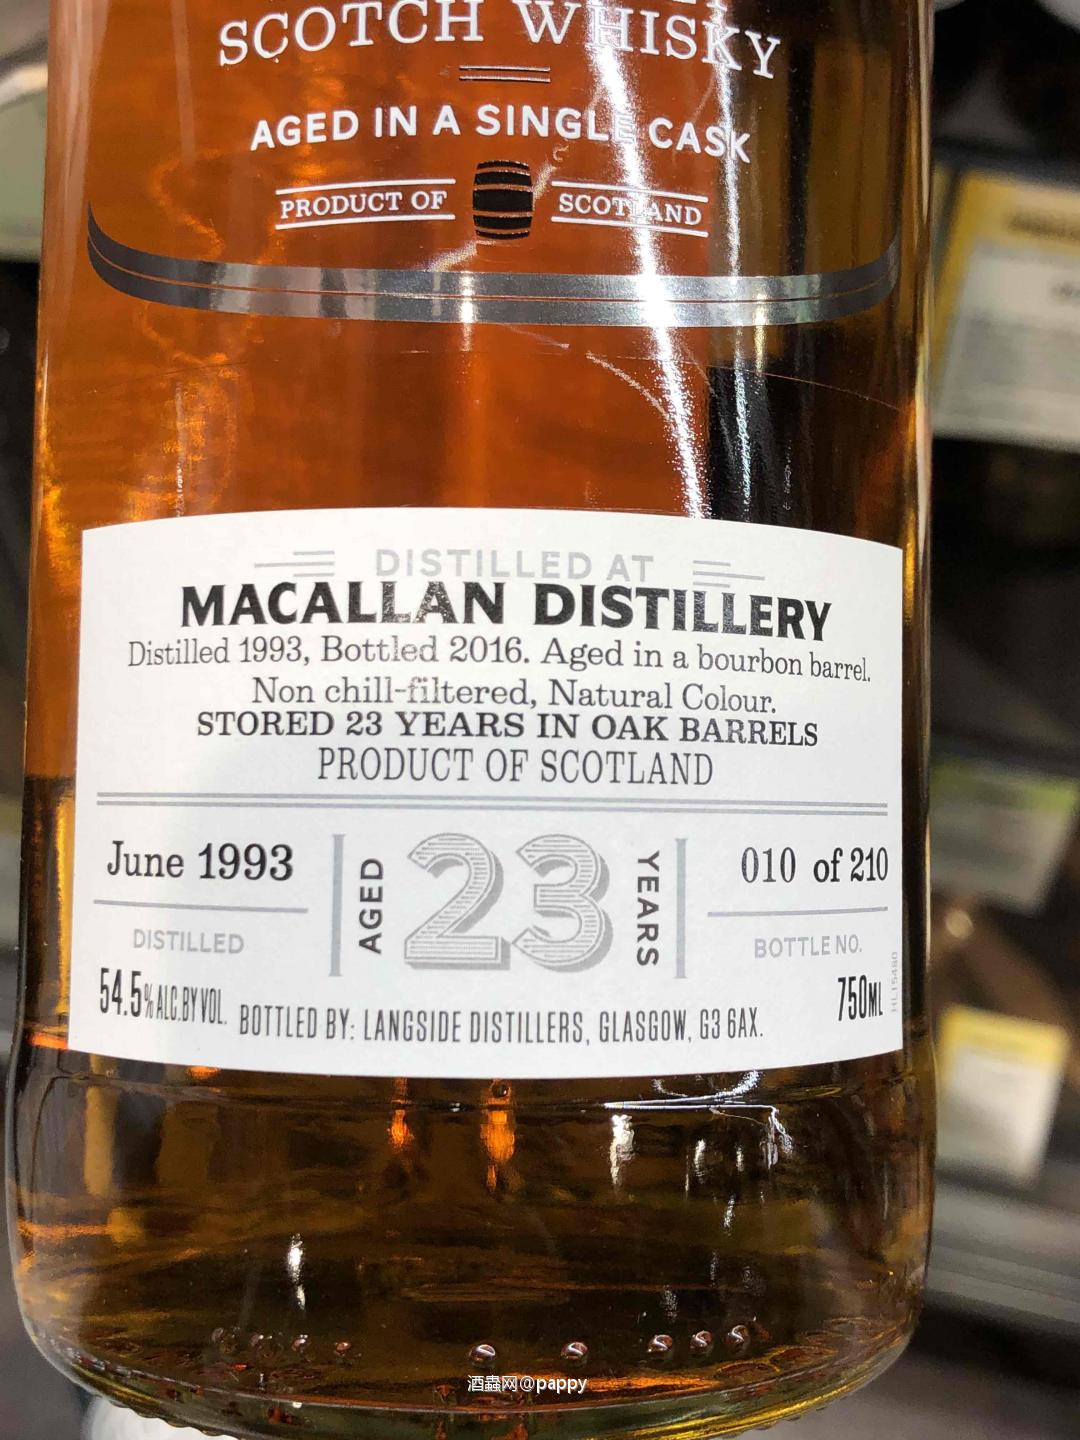 SCOTCH WHISKY
AGED IN A SINGLE CASK
PRODUCT OF SCOTLAND
DISTILLED AT
MACALLAN DISTILLERY
Distilled 1993, Bottled 2016. Aged in a bourbon barrel.
Non chill-filtered, Natural Colour.
STORED 23 YEARS IN OAK BARRELS
PRODUCT OF SCOTLAND
June 1993
DISTILLED
AGED 23 YEARS
010 of 210
BOTTLE NO.
54.5% ALC.BY VOL.
BOTTLED BY: LANGSIDE DISTILLERS, GLASGOW, G3 6AX.
750ML
HL15480
酒蟲网@pappy